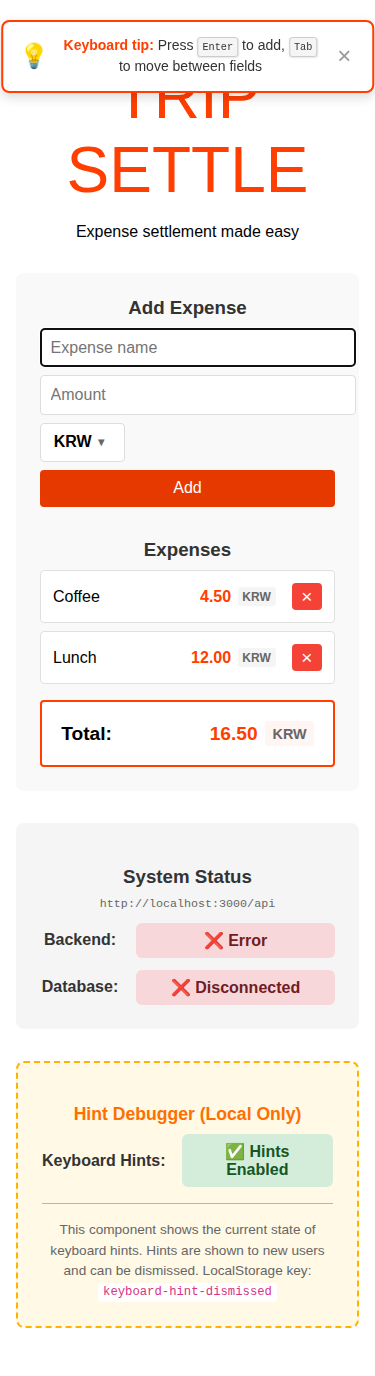 Keyboard tip: Press Enter to add, Tab
to move between fields
×
TRIP
SETTLE
Expense settlement made easy
Add Expense
Expense name
Amount
KRW ▾
Add
Expenses
Coffee 4.50 KRW ×
Lunch 12.00 KRW ×
Total: 16.50 KRW
System Status
http://localhost:3000/api
Backend: ❌ Error
Database: ❌ Disconnected
Hint Debugger (Local Only)
Keyboard Hints: ✅ Hints
Enabled
This component shows the current state of
keyboard hints. Hints are shown to new users
and can be dismissed. LocalStorage key:
keyboard-hint-dismissed